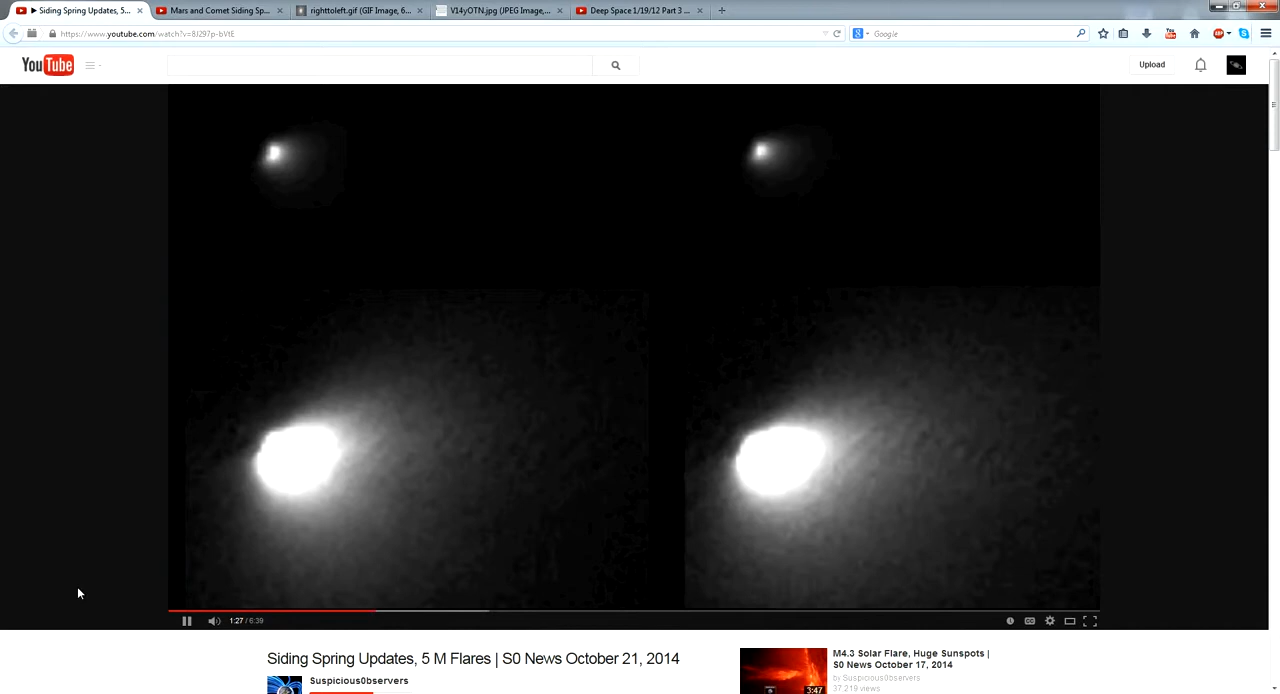 ▶ Siding Spring Updates, 5...
Mars and Comet Siding Sp...
righttoleft.gif (GIF Image, 6...
V14yOTN.jpg (JPEG Image,...
Deep Space 1/19/12 Part 3 ...
https://www.youtube.com/watch?v=8J297p-bVtE
Google
YouTube
Upload
1:27 / 6:39
Siding Spring Updates, 5 M Flares | S0 News October 21, 2014
Suspicious0bservers
M4.3 Solar Flare, Huge Sunspots |
S0 News October 17, 2014
by Suspicious0bservers
37 219 views
3:47